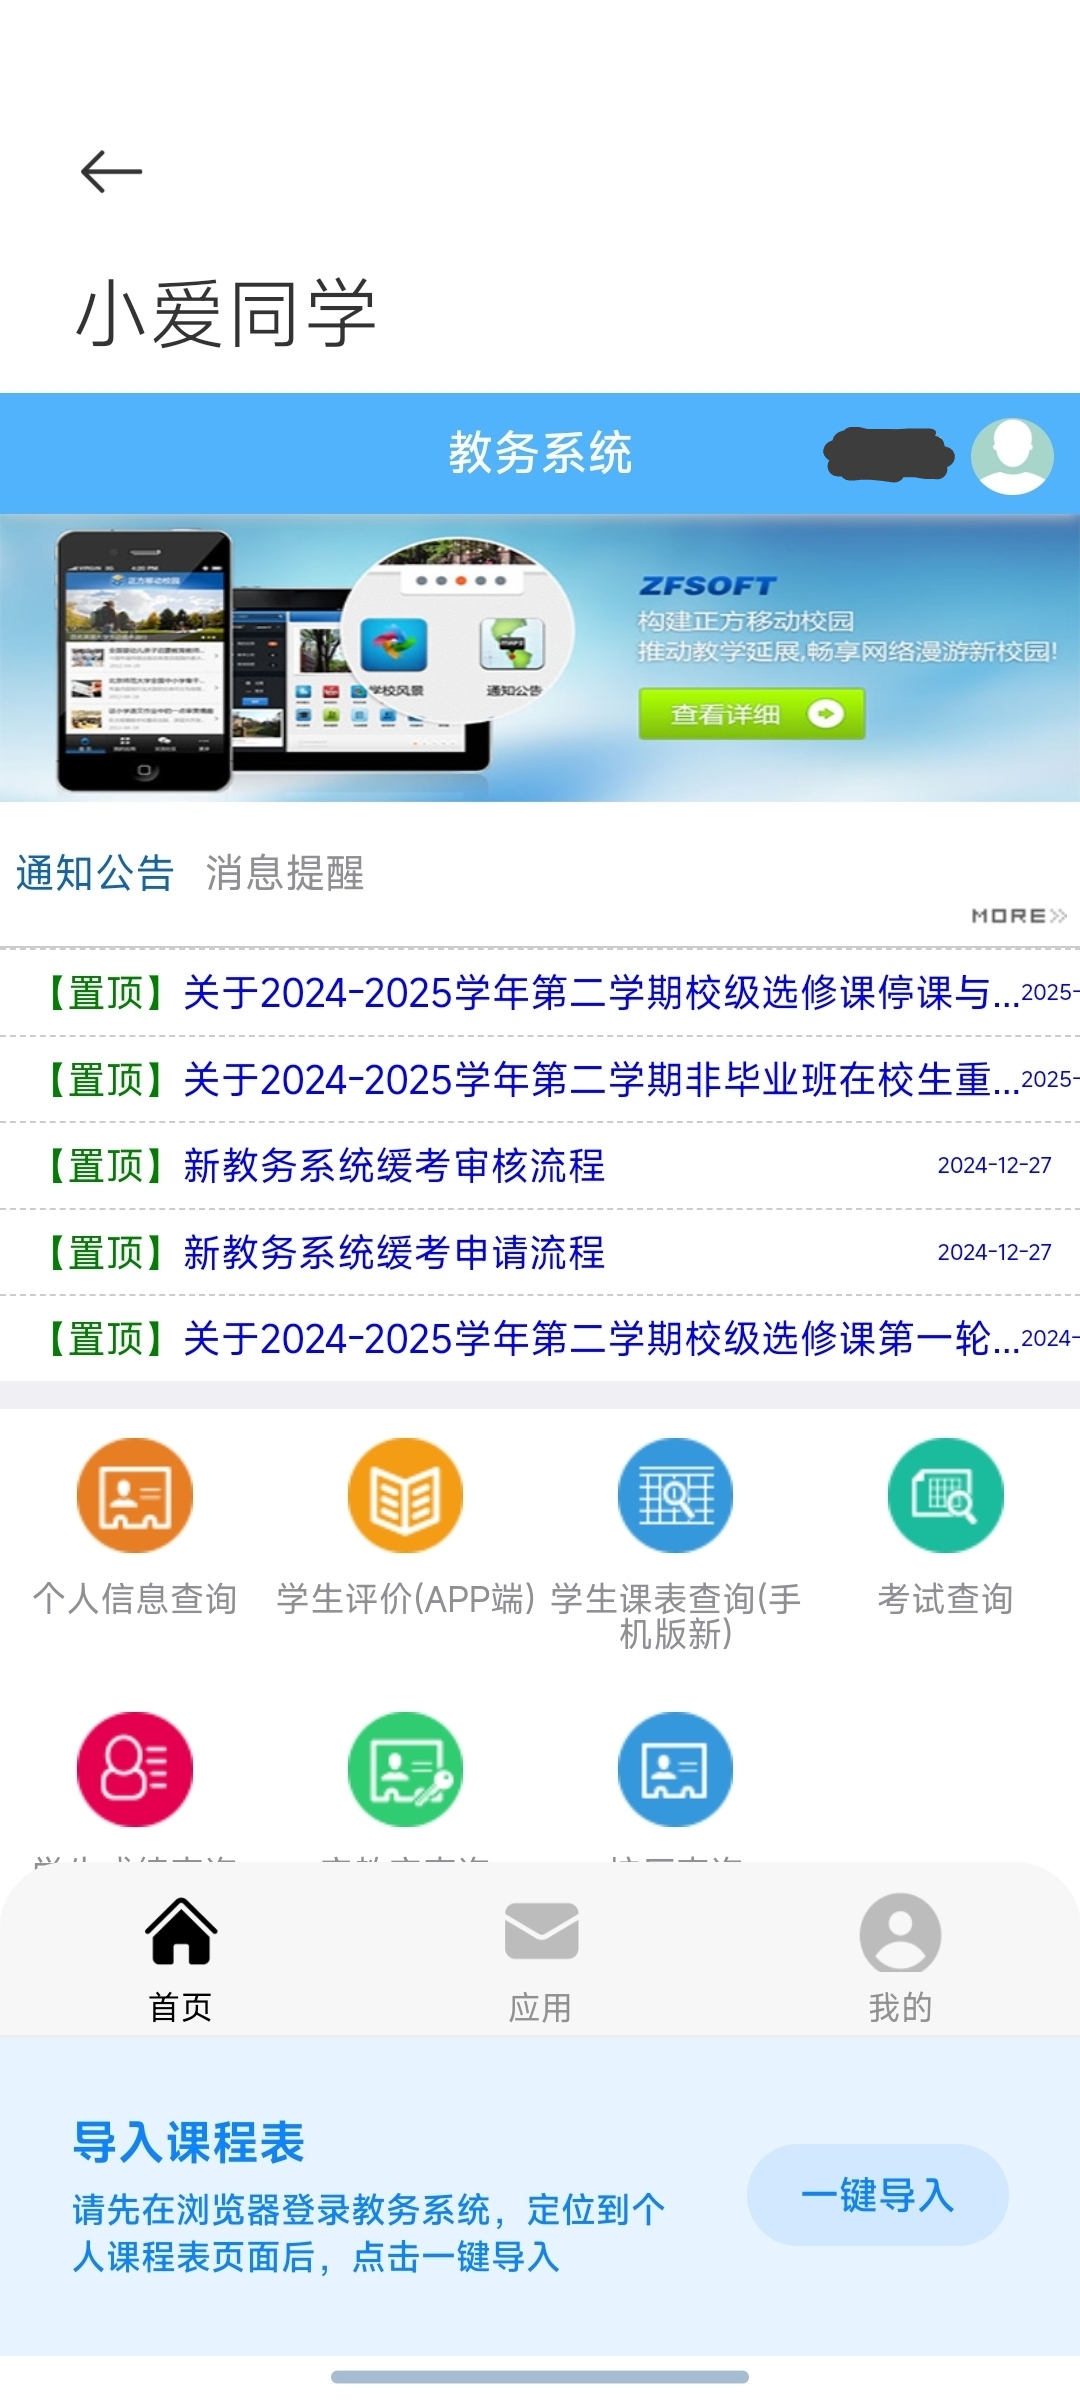 小爱同学
教务系统
正方移动校园
学校风景
通知公告
ZFSOFT
构建正方移动校园
推动教学延展,畅享网络漫游新校园!
查看详细
通知公告 消息提醒
MORE
【置顶】关于2024-2025学年第二学期校级选修课停课与...2025-
【置顶】关于2024-2025学年第二学期非毕业班在校生重...2025-
【置顶】新教务系统缓考审核流程 2024-12-27
【置顶】新教务系统缓考申请流程 2024-12-27
【置顶】关于2024-2025学年第二学期校级选修课第一轮...2024-
个人信息查询 学生评价(APP端) 学生课表查询(手 考试查询
机版新)
首页 应用 我的
导入课程表
一键导入
请先在浏览器登录教务系统，定位到个
人课程表页面后，点击一键导入